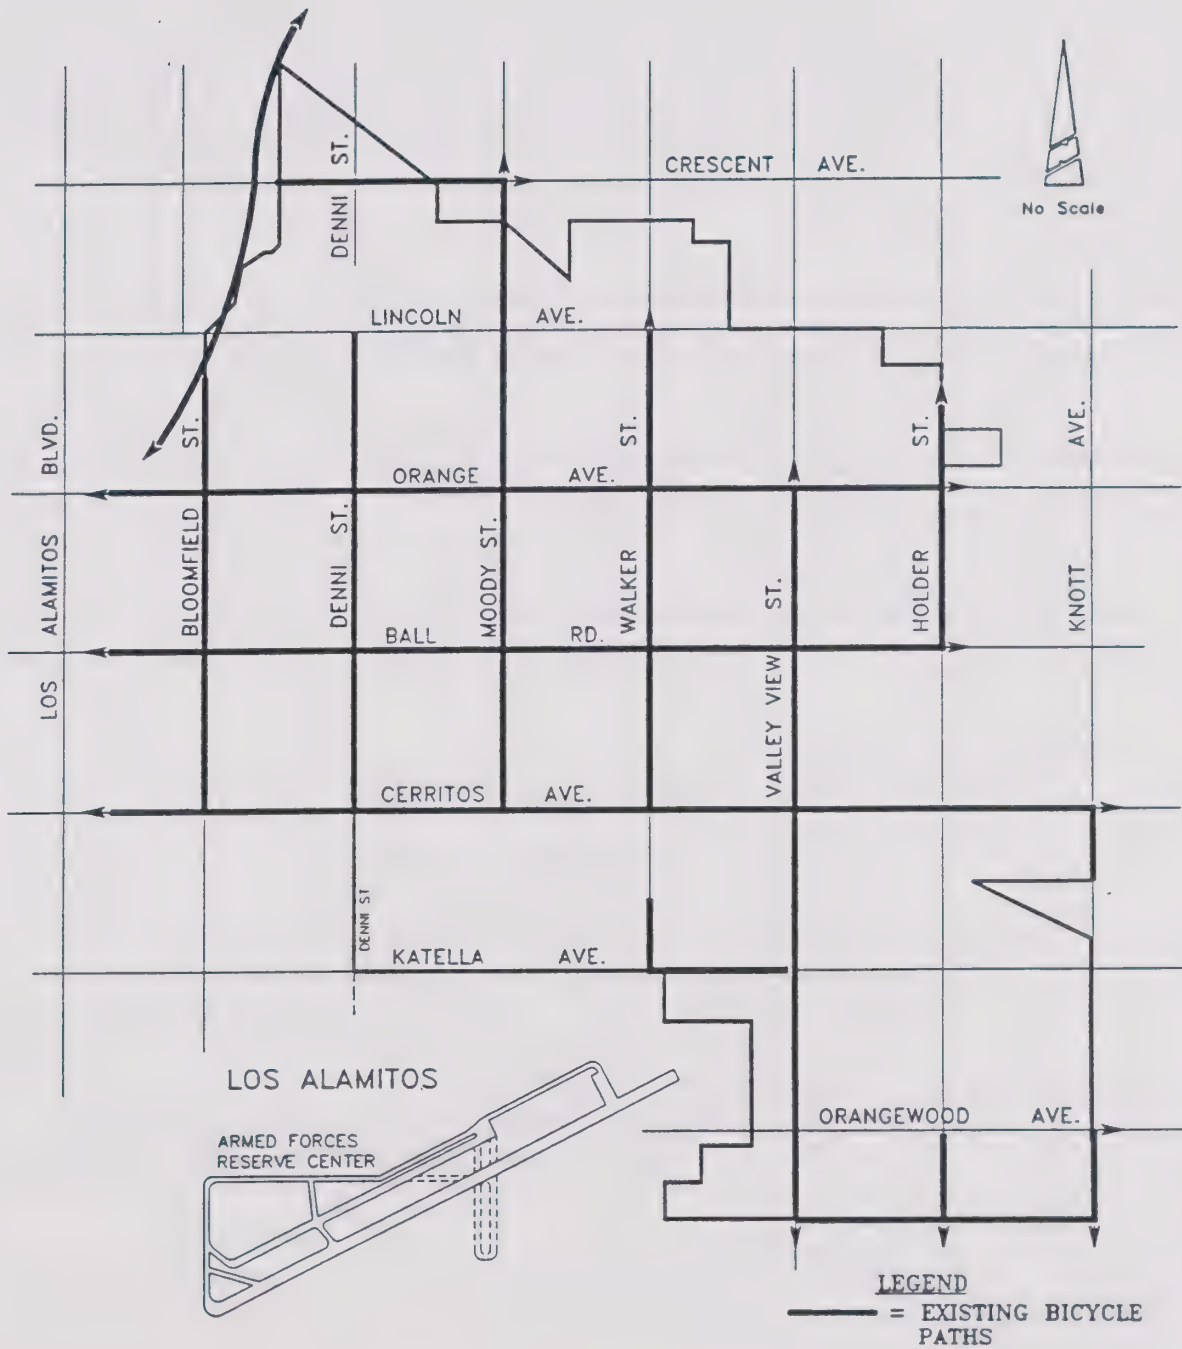 ST.
CRESCENT AVE.
DENNI
No Scale
LINCOLN AVE.
BLVD.
ST.
ST.
ST.
AVE.
ORANGE AVE.
ALAMITOS
BLOOMFIELD
DENNI ST.
MOODY ST.
WALKER
ST.
HOLDER
KNOTT
BALL RD.
LOS
VALLEY VIEW
CERRITOS AVE.
DENNI ST
KATELLA AVE.
LOS ALAMITOS
ORANGEWOOD AVE.
ARMED FORCES
RESERVE CENTER
LEGEND
= EXISTING BICYCLE
PATHS